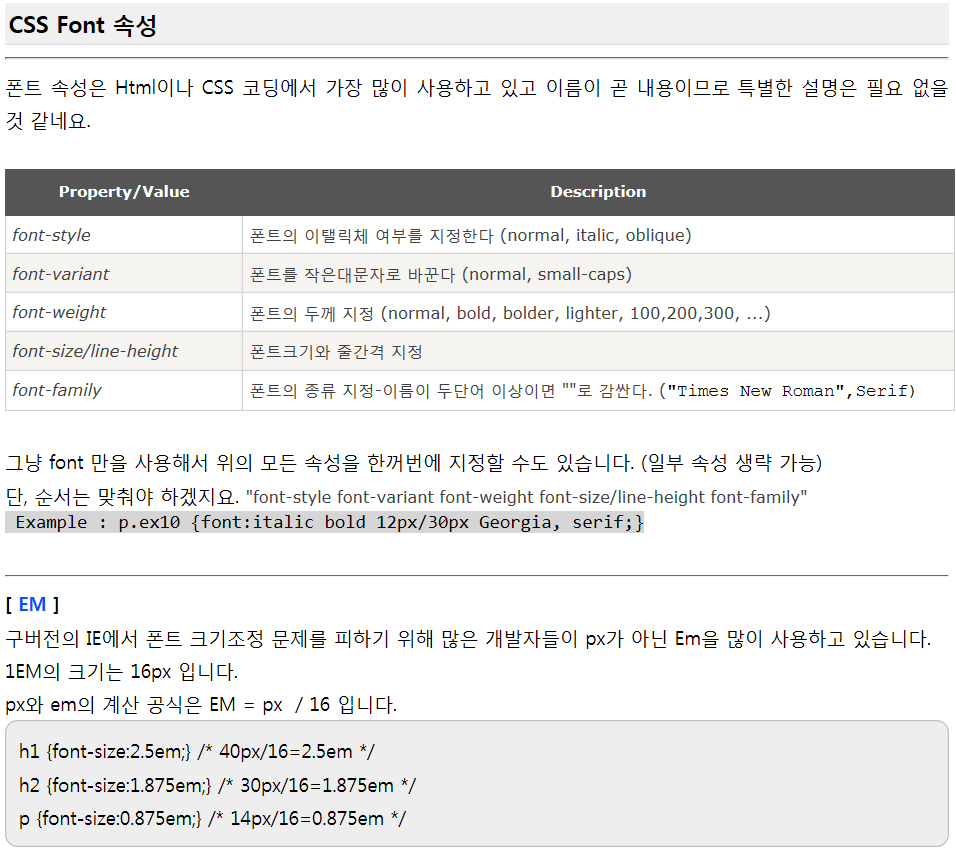 CSS Font 속성
폰트 속성은 Html이나 CSS 코딩에서 가장 많이 사용하고 있고 이름이 곧 내용이므로 특별한 설명은 필요 없을
것 같네요.
Property/Value Description
font-style 폰트의 이탤릭체 여부를 지정한다 (normal, italic, oblique)
font-variant 폰트를 작은대문자로 바꾼다 (normal, small-caps)
font-weight 폰트의 두께 지정 (normal, bold, bolder, lighter, 100,200,300, ...)
font-size/line-height 폰트크기와 줄간격 지정
font-family 폰트의 종류 지정-이름이 두단어 이상이면 ""로 감싼다. ("Times New Roman",Serif)
그냥 font 만을 사용해서 위의 모든 속성을 한꺼번에 지정할 수도 있습니다. (일부 속성 생략 가능)
단, 순서는 맞춰야 하겠지요. "font-style font-variant font-weight font-size/line-height font-family"
Example : p.ex10 {font:italic bold 12px/30px Georgia, serif;}
[ EM ]
구버전의 IE에서 폰트 크기조정 문제를 피하기 위해 많은 개발자들이 px가 아닌 Em을 많이 사용하고 있습니다.
1EM의 크기는 16px 입니다.
px와 em의 계산 공식은 EM = px / 16 입니다.
h1 {font-size:2.5em;} /* 40px/16=2.5em */
h2 {font-size:1.875em;} /* 30px/16=1.875em */
p {font-size:0.875em;} /* 14px/16=0.875em */